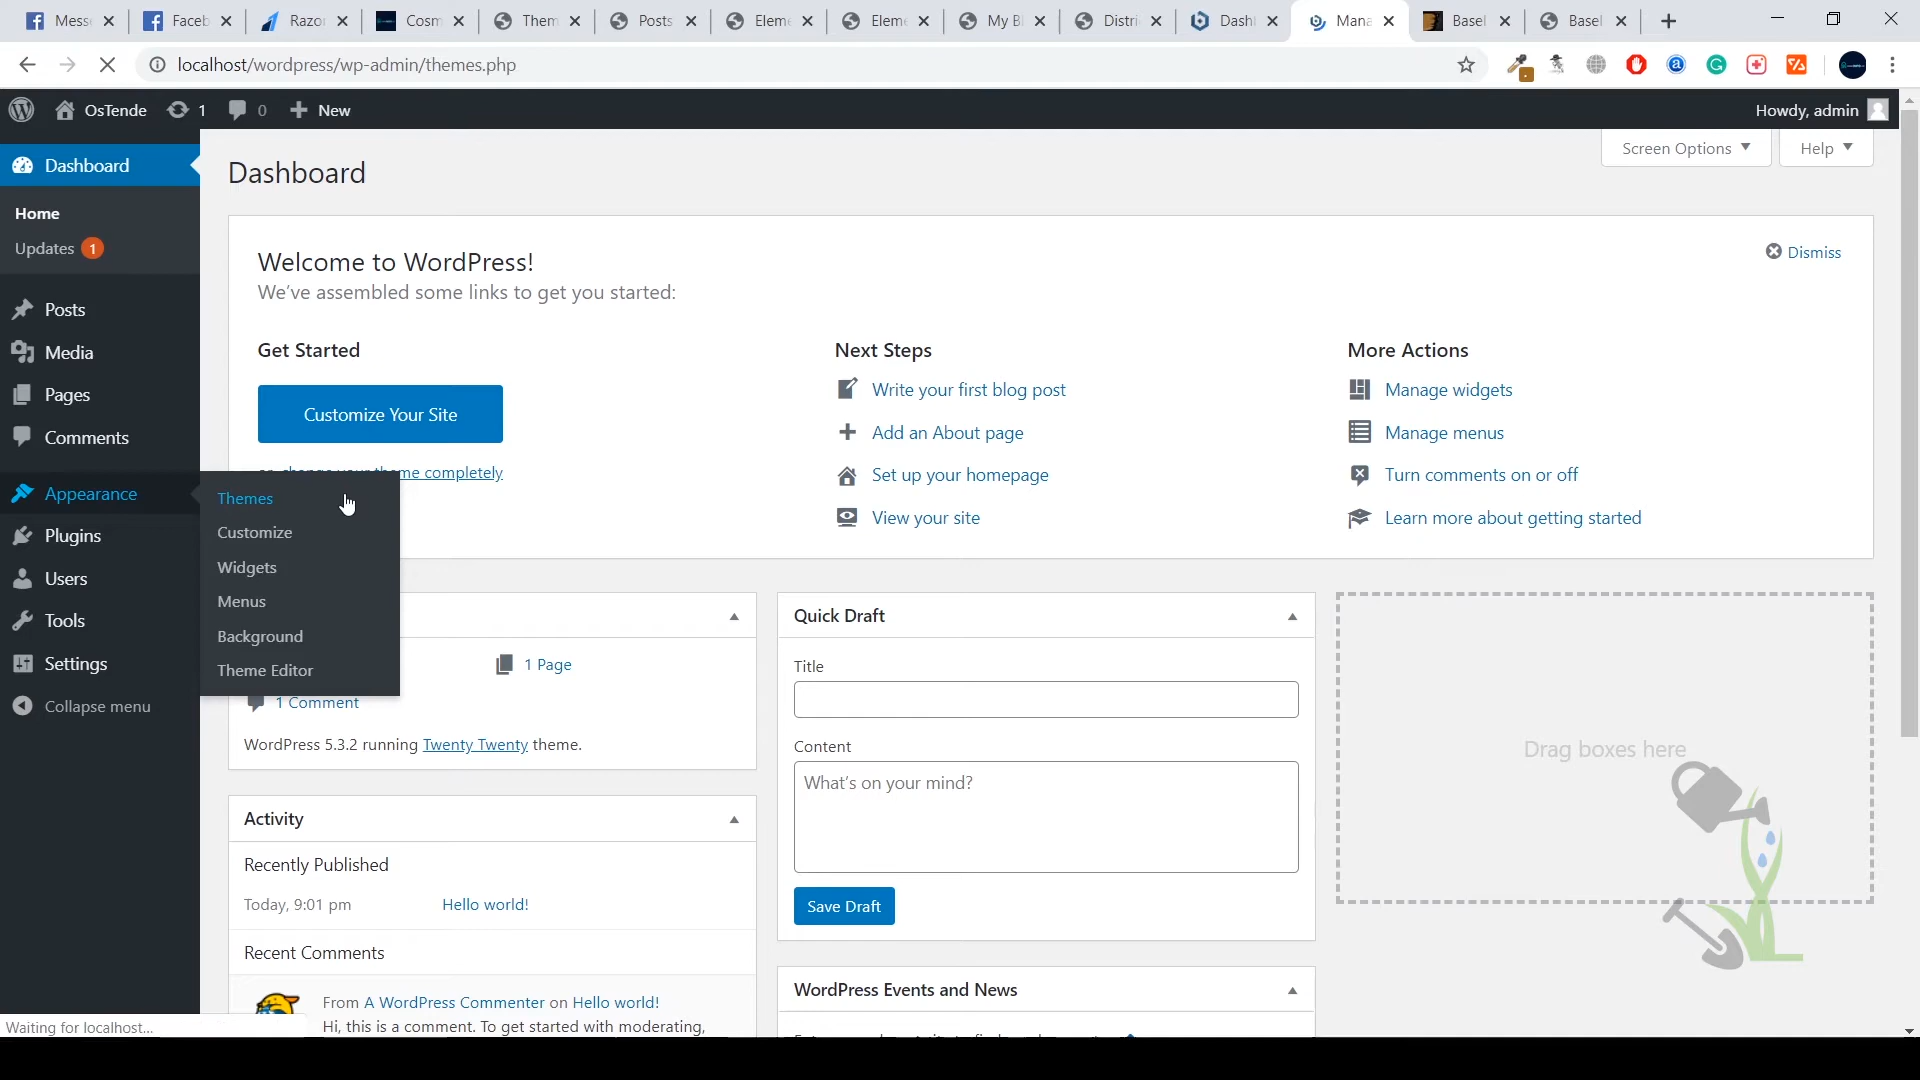 Mess
Faceb
Razo
Cosm
Them
Posts
Elem
Elem
My B
Distri
Dash
Mana
Basel
Basel
localhost/wordpress/wp-admin/themes.php
OsTende
1
0
New
Howdy, admin
Dashboard
Home
Updates 1
Posts
Media
Pages
Comments
Appearance
Plugins
Users
Tools
Settings
Collapse menu
Themes
Customize
Widgets
Menus
Background
Theme Editor
Dashboard
Screen Options
Help
Welcome to WordPress!
We've assembled some links to get you started:
Dismiss
Get Started
Customize Your Site
me completely
Next Steps
Write your first blog post
Add an About page
Set up your homepage
View your site
More Actions
Manage widgets
Manage menus
Turn comments on or off
Learn more about getting started
1 Page
1 Comment
WordPress 5.3.2 running Twenty Twenty theme.
Activity
Recently Published
Today, 9:01 pm
Hello world!
Recent Comments
From A WordPress Commenter on Hello world!
Hi, this is a comment. To get started with moderating,
Quick Draft
Title
Content
What's on your mind?
Save Draft
WordPress Events and News
Drag boxes here
Waiting for localhost...